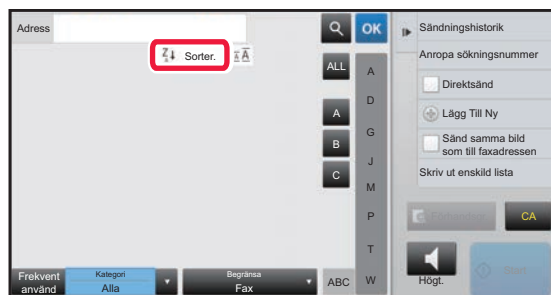 Adress
OK
Sorter.
ALL
A
B
C
A
D
G
J
M
P
T
W
ABC
Frekvent
använd
Kategori
Alla
Begränsa
Fax
Sändningshistorik
Anropa sökningsnummer
Direktsänd
Lägg Till Ny
Sänd samma bild
som till faxadressen
Skriv ut enskild lista
CA
Högt.
Start